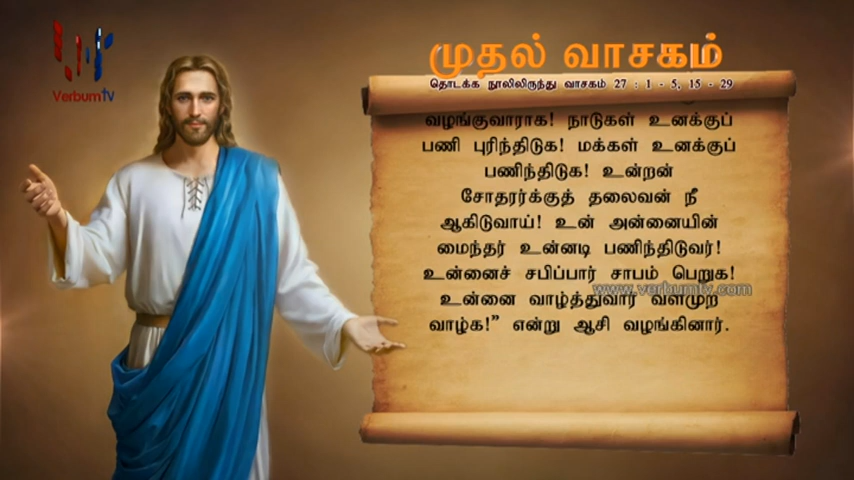 VerbumTV
முதல் வாசகம்
தொடக்க நூலிலிருந்து வாசகம் 27 : 1 - 5, 15 - 29
வழங்குவாராக! நாடுகள் உனக்குப்
பணி புரிந்திடுக! மக்கள் உனக்குப்
பணிந்திடுக! உன்றன்
சோதரர்க்குத் தலைவன் நீ
ஆகிடுவாய்! உன் அன்னையின்
மைந்தர் உன்னடி பணிந்திடுவர்!
உன்னைச் சபிப்பார் சாபம் பெறுக!
www.verbumtv.com
உன்னை வாழ்த்துவார் வளமுற
வாழ்க!” என்று ஆசி வழங்கினார்.